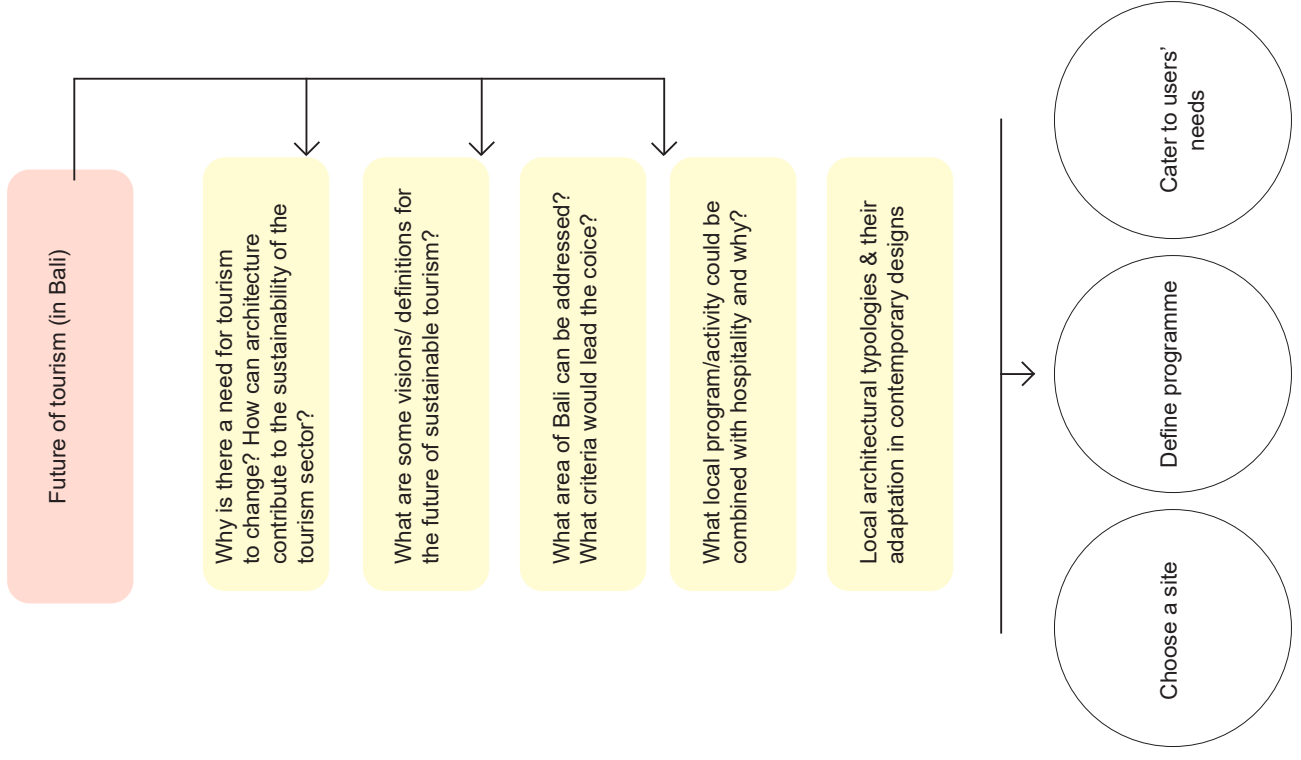 Future of tourism (in Bali)
Why is there a need for tourism
to change? How can architecture
contribute to the sustainability of the
tourism sector?
What are some visions/ definitions for
the future of sustainable tourism?
What area of Bali can be addressed?
What criteria would lead the coice?
What local program/activity could be
combined with hospitality and why?
Local architectural typologies & their
adaptation in contemporary designs
Choose a site
Define programme
Cater to users’
needs